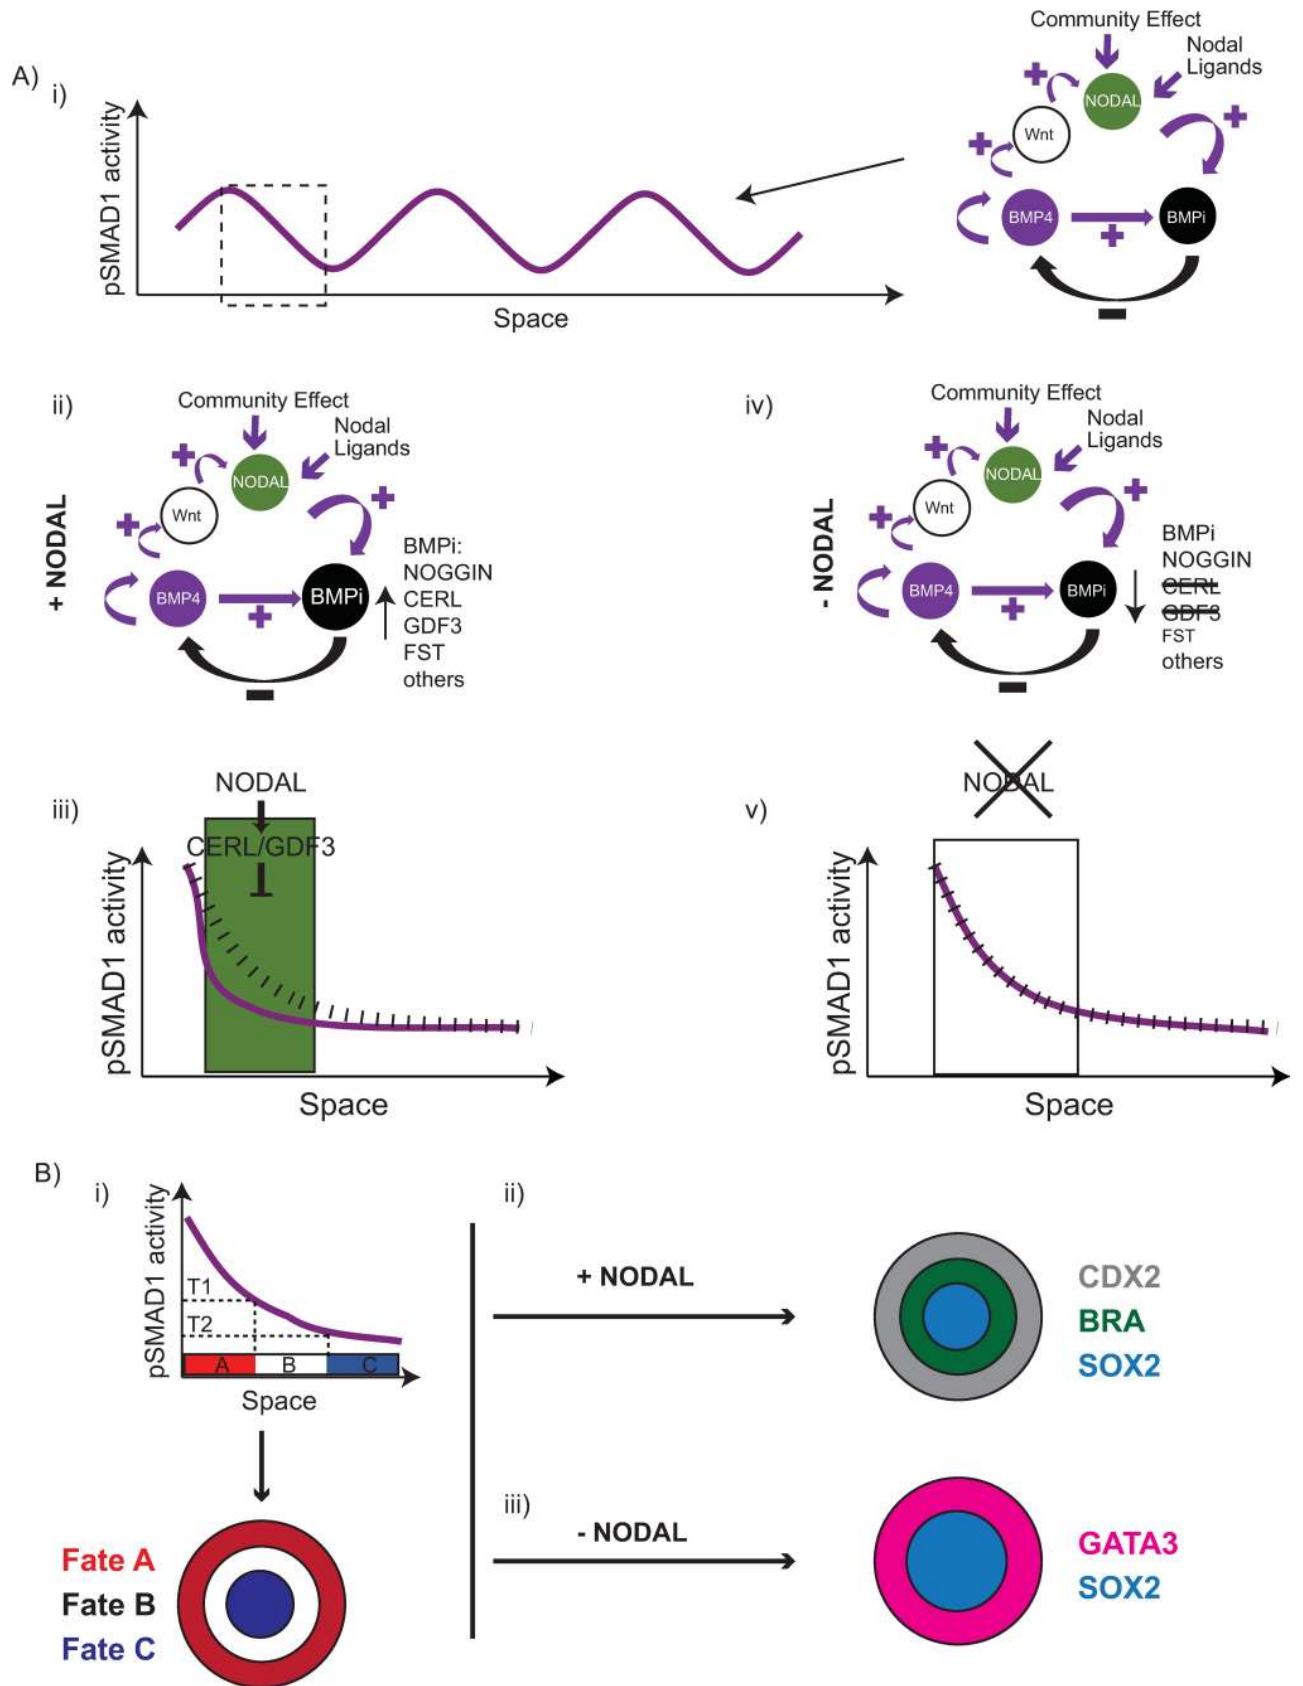 A)
i)
pSMAD1 activity
Space
Community Effect
Nodal
Ligands
NODAL
Wnt
BMP4
BMPi
ii)
+ NODAL
Community Effect
Nodal
Ligands
NODAL
Wnt
BMP4
BMPi
BMPi:
NOGGIN
CERL
GDF3
FST
others
iv)
- NODAL
Community Effect
Nodal
Ligands
NODAL
Wnt
BMP4
BMPi
BMPi
NOGGIN
CERL
GDF3
FST
others
iii)
NODAL
CERL/GDF3
pSMAD1 activity
Space
v)
NODAL
pSMAD1 activity
Space
B)
i)
pSMAD1 activity
T1
T2
A B C
Space
Fate A
Fate B
Fate C
ii)
+ NODAL
CDX2
BRA
SOX2
iii)
- NODAL
GATA3
SOX2